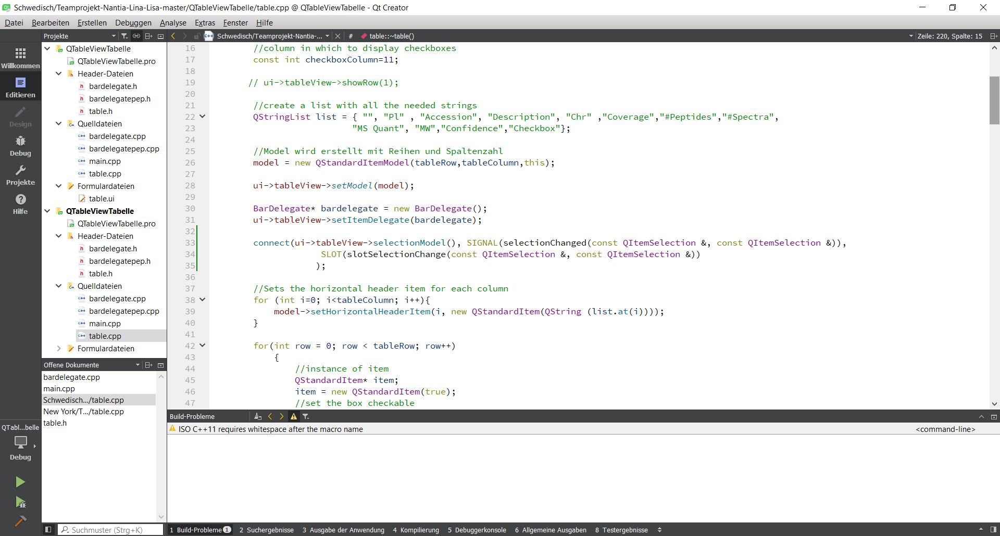 Schwedisch/Teamprojekt-Nantia-Lina-Lisa-master/QTableViewTabelle/table.cpp @ QTableViewTabelle - Qt Creator
Datei Bearbeiten Erstellen Debuggen Analyse Extras Fenster Hilfe
Projekte
Schwedisch/Teamprojekt-Nantia-... # table::~table() Zeile: 220, Spalte: 15
Willkommen
Editieren
Design
Debug
Projekte
Hilfe
QTableViewTabelle
QTableViewTabelle.pro
Header-Dateien
bardelegate.h
bardelegatepep.h
table.h
Quelldateien
bardelegate.cpp
bardelegatepep.cpp
main.cpp
table.cpp
Formulardateien
table.ui
QTableViewTabelle
QTableViewTabelle.pro
Header-Dateien
bardelegate.h
bardelegatepep.h
table.h
Quelldateien
bardelegate.cpp
bardelegatepep.cpp
main.cpp
table.cpp
Formulardateien
Offene Dokumente
bardelegate.cpp
main.cpp
Schwedisch.../table.cpp
New York/T.../table.cpp
table.h
16 //column in which to display checkboxes
17 const int checkboxColumn=11;
18
19 // ui->tableView->showRow(1);
20
21 //create a list with all the needed strings
22 QStringList list = { "", "Pl" , "Accession", "Description", "Chr" ,"Coverage","#Peptides","#Spectra",
23 "MS Quant", "MW","Confidence","Checkbox"};
24
25 //Model wird erstellt mit Reihen und Spaltenzahl
26 model = new QStandardItemModel(tableRow,tableColumn,this);
27
28 ui->tableView->setModel(model);
29
30 BarDelegate* bardelegate = new BarDelegate();
31 ui->tableView->setItemDelegate(bardelegate);
32
33 connect(ui->tableView->selectionModel(), SIGNAL(selectionChanged(const QItemSelection &, const QItemSelection &)),
34 SLOT(slotSelectionChange(const QItemSelection &, const QItemSelection &))
35 );
36
37 //Sets the horizontal header item for each column
38 for (int i=0; i<tableColumn; i++){
39 model->setHorizontalHeaderItem(i, new QStandardItem(QString (list.at(i))));
40 }
41
42 for(int row = 0; row < tableRow; row++)
43 {
44 //instance of item
45 QStandardItem* item;
46 item = new QStandardItem(true);
47 //set the box checkable
Build-Probleme
ISO C++11 requires whitespace after the macro name <command-line>
QTabl...belle
Debug
Suchmuster (Strg+K)
1 Build-Probleme 1 2 Suchergebnisse 3 Ausgabe der Anwendung 4 Kompilierung 5 Debuggerkonsole 6 Allgemeine Ausgaben 8 Testergebnisse